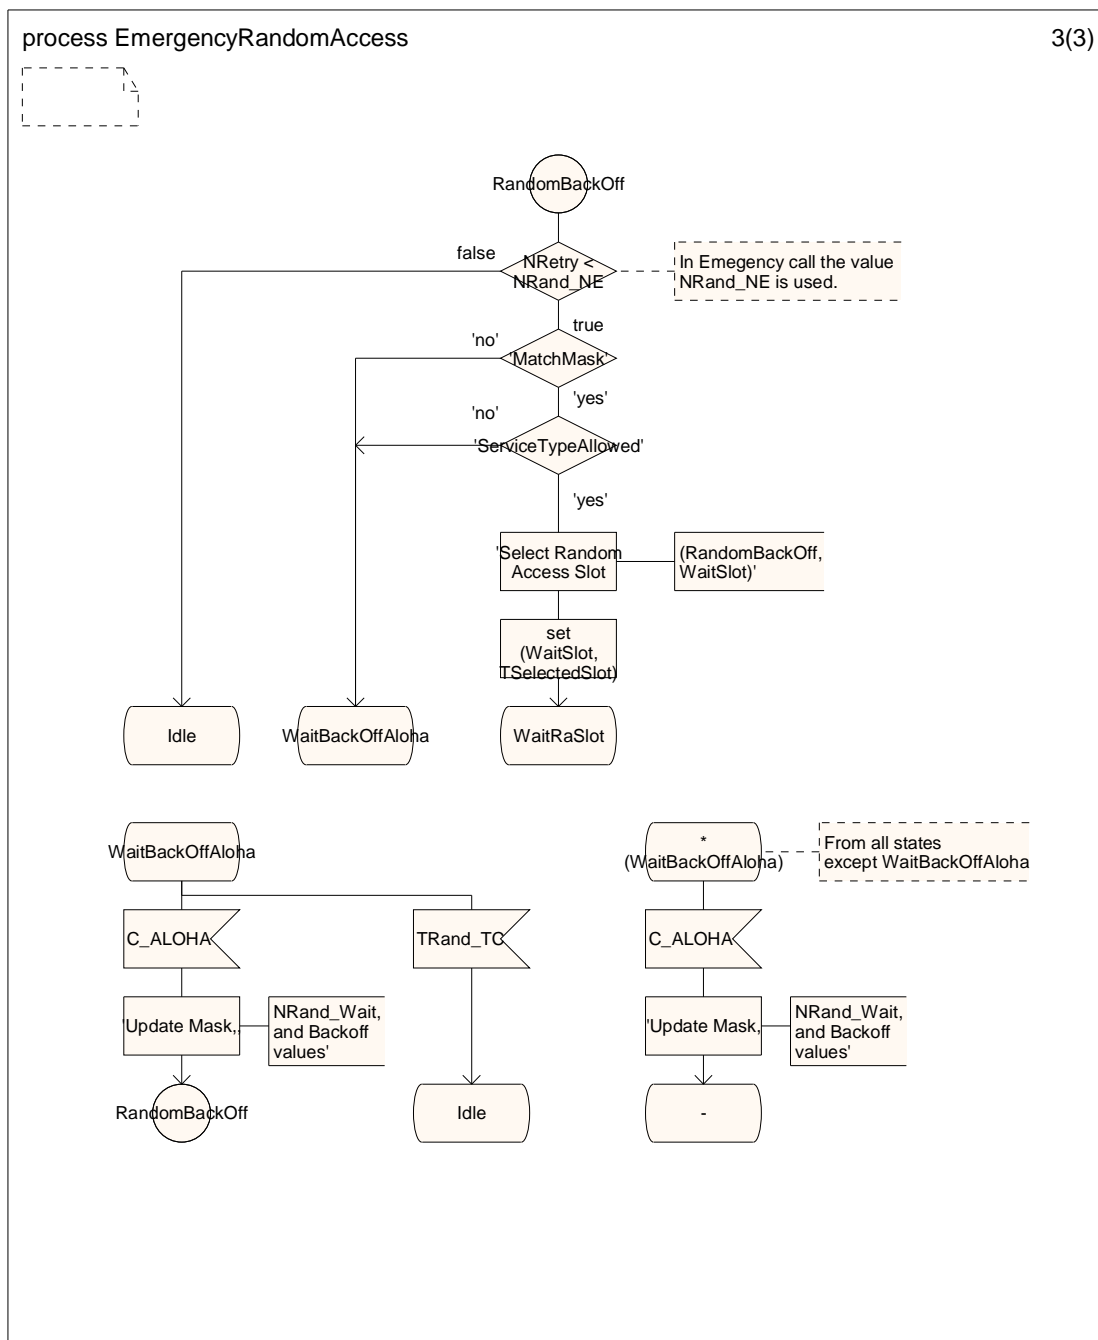 process EmergencyRandomAccess
3(3)
RandomBackOff
false
NRetry <
NRand_NE
In Emegency call the value
NRand_NE is used.
true
'no'
'MatchMask'
'yes'
'no'
'ServiceTypeAllowed'
'yes'
'Select Random
Access Slot
(RandomBackOff,
WaitSlot)'
set
(WaitSlot,
TSelectedSlot)
Idle
WaitBackOffAloha
WaitRaSlot
WaitBackOffAloha
*
(WaitBackOffAloha)
From all states
except WaitBackOffAloha
C_ALOHA
TRand_TO
C_ALOHA
'Update Mask,,
NRand_Wait,
and Backoff
values'
'Update Mask,
NRand_Wait,
and Backoff
values'
RandomBackOff
Idle
-